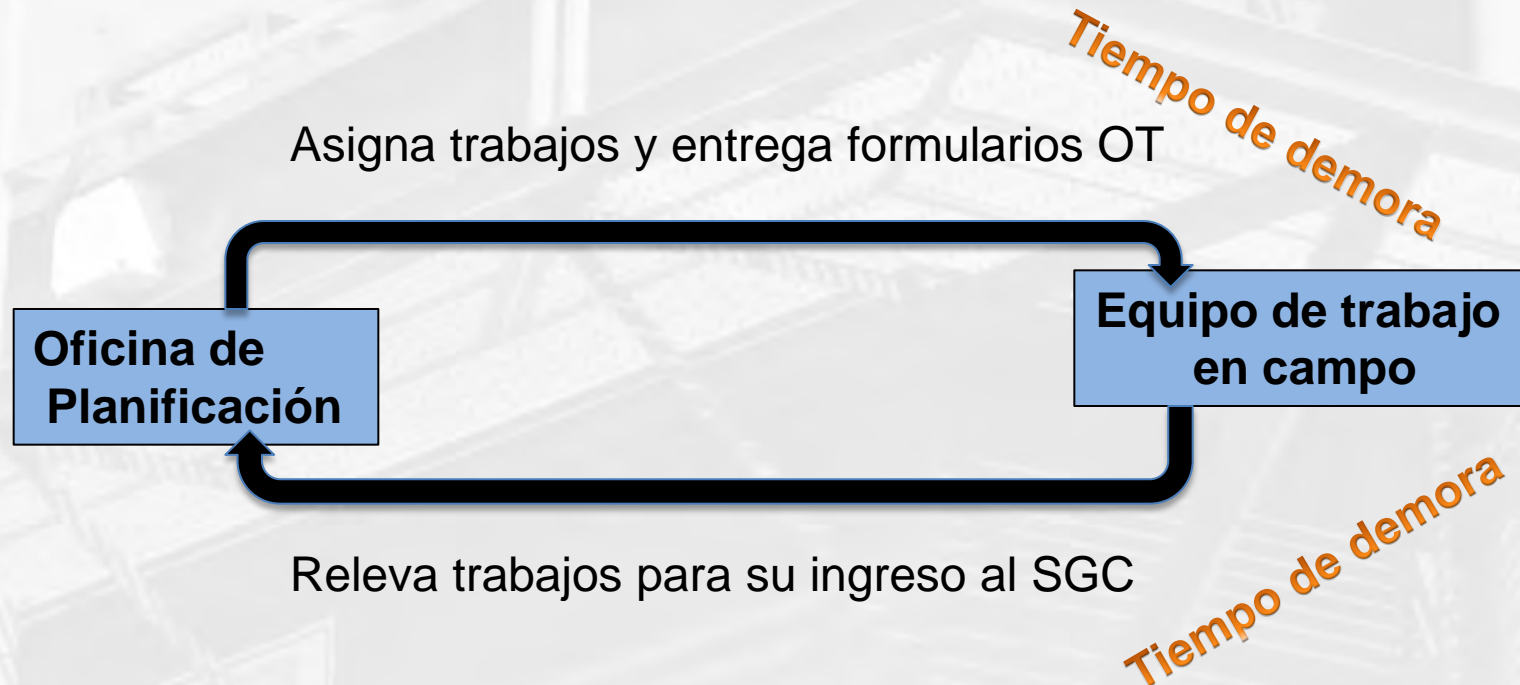 Tiempo de demora
Asigna trabajos y entrega formularios OT
Equipo de trabajo
en campo
Oficina de
Planificación
Releva trabajos para su ingreso al SGC
Tiempo de demora